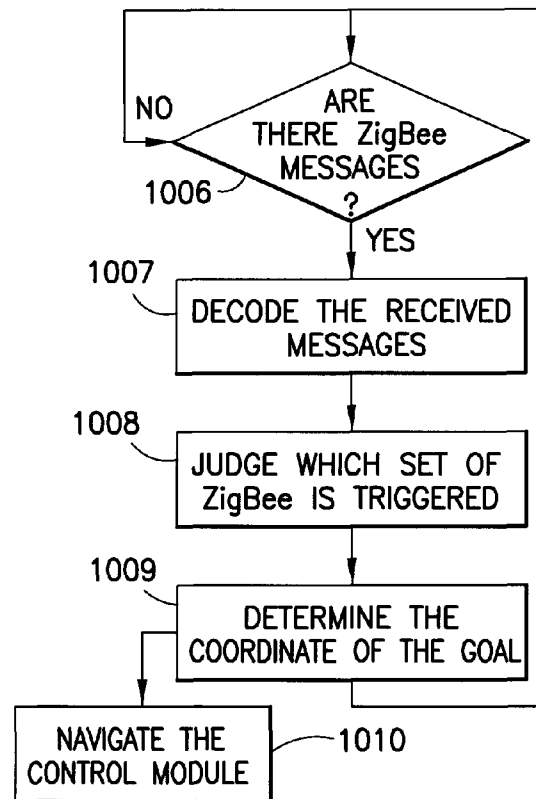 ARE
THERE ZigBee
MESSAGES
?
NO
1006
YES
1007
DECODE THE RECEIVED
MESSAGES
1008
JUDGE WHICH SET OF
ZigBee IS TRIGGERED
1009
DETERMINE THE
COORDINATE OF THE GOAL
NAVIGATE THE
CONTROL MODULE
1010